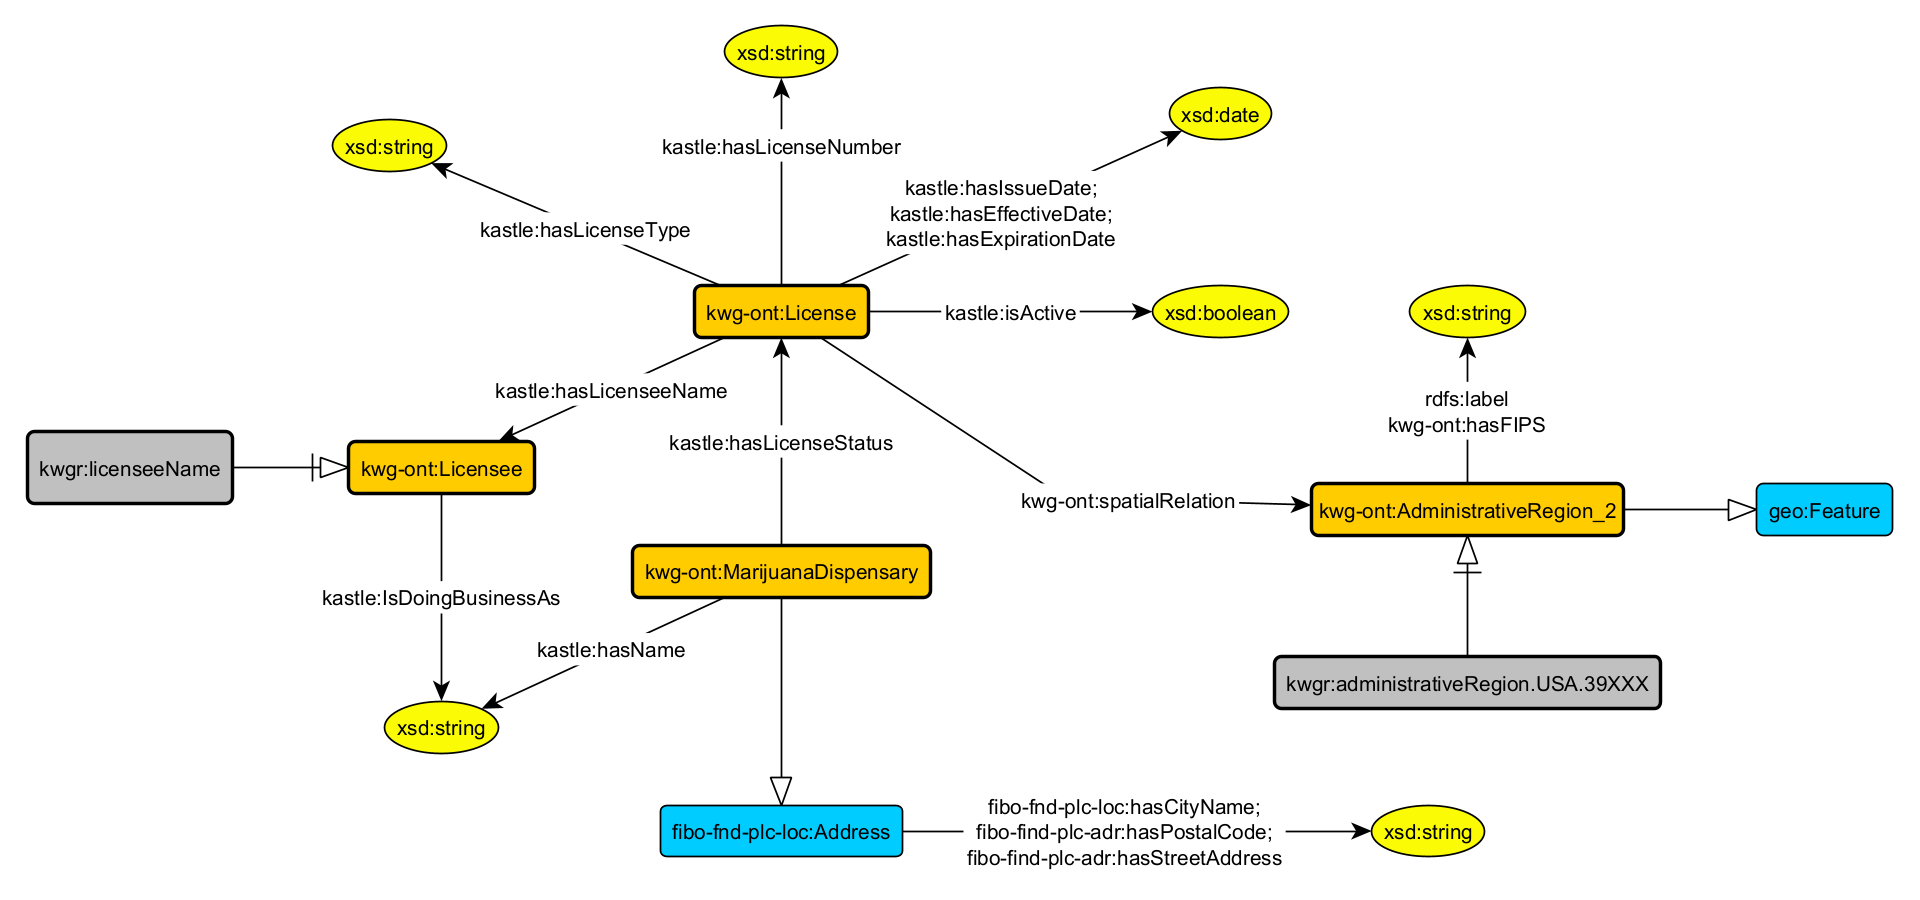 xsd:string
xsd:date
xsd:string
kastle:hasLicenseNumber
kastle:hasIssueDate;
kastle:hasEffectiveDate;
kastle:hasExpirationDate
kastle:hasLicenseType
kwg-ont:License
kastle:isActive
xsd:boolean
xsd:string
kastle:hasLicenseeName
rdfs:label
kwg-ont:hasFIPS
kastle:hasLicenseStatus
kwgr:licenseeName
kwg-ont:Licensee
kwg-ont:spatialRelation
kwg-ont:AdministrativeRegion_2
geo:Feature
kwg-ont:MarijuanaDispensary
kastle:IsDoingBusinessAs
kastle:hasName
kwgr:administrativeRegion.USA.39XXX
xsd:string
fibo-fnd-plc-loc:Address
fibo-fnd-plc-loc:hasCityName;
fibo-find-plc-adr:hasPostalCode;
fibo-find-plc-adr:hasStreetAddress
xsd:string